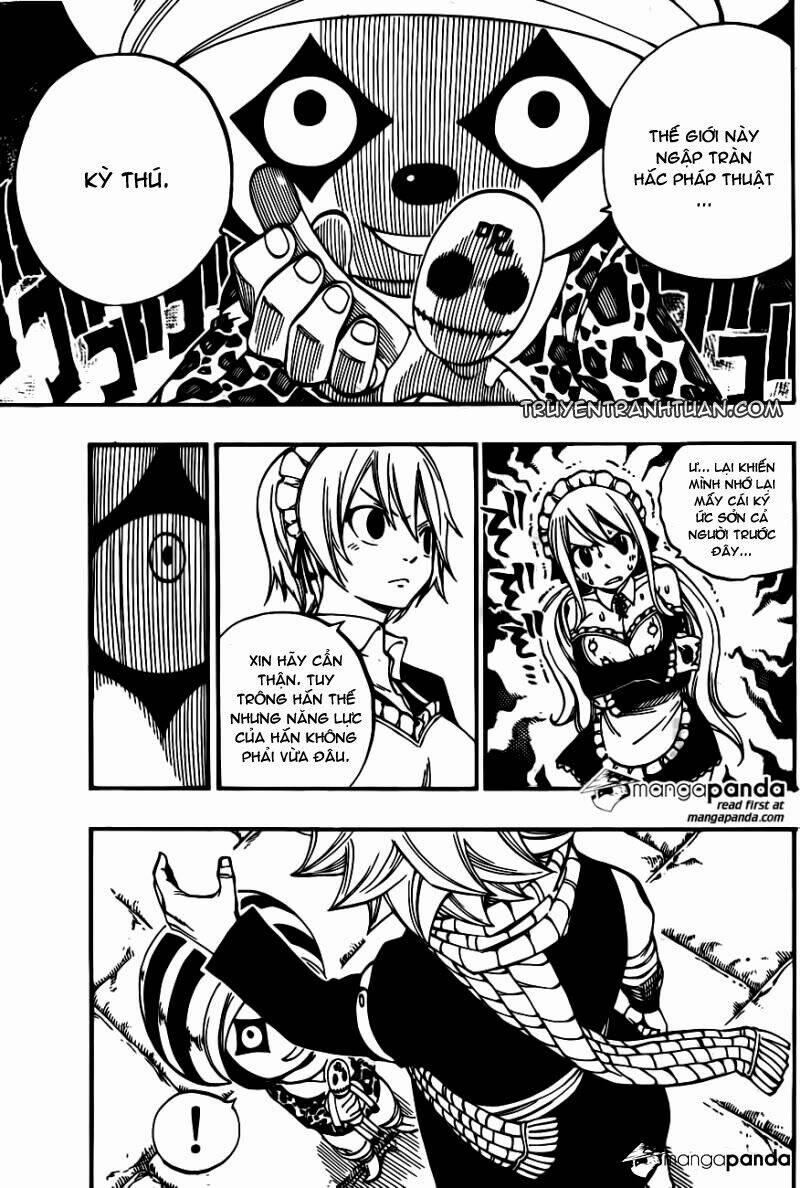 THẾ GIỚI NÀY
NGẬP TRÀN
HẮC PHÁP THUẬT
...
KỲ THÚ.
TRUYENTRANHTUAN.COM
Ư... LẠI KHIẾN
MÌNH NHỚ LẠI
MẤY CÁI KÝ
ỨC SỞN CẢ
NGƯỜI TRƯỚC
ĐÂY...
XIN HÃY CẨN
THẬN. TUY
TRÔNG HẮN THẾ
NHƯNG NĂNG LỰC
CỦA HẮN KHÔNG
PHẢI VỪA ĐÂU.
mangapanda
read first at
mangapanda.com
!
mangapanda